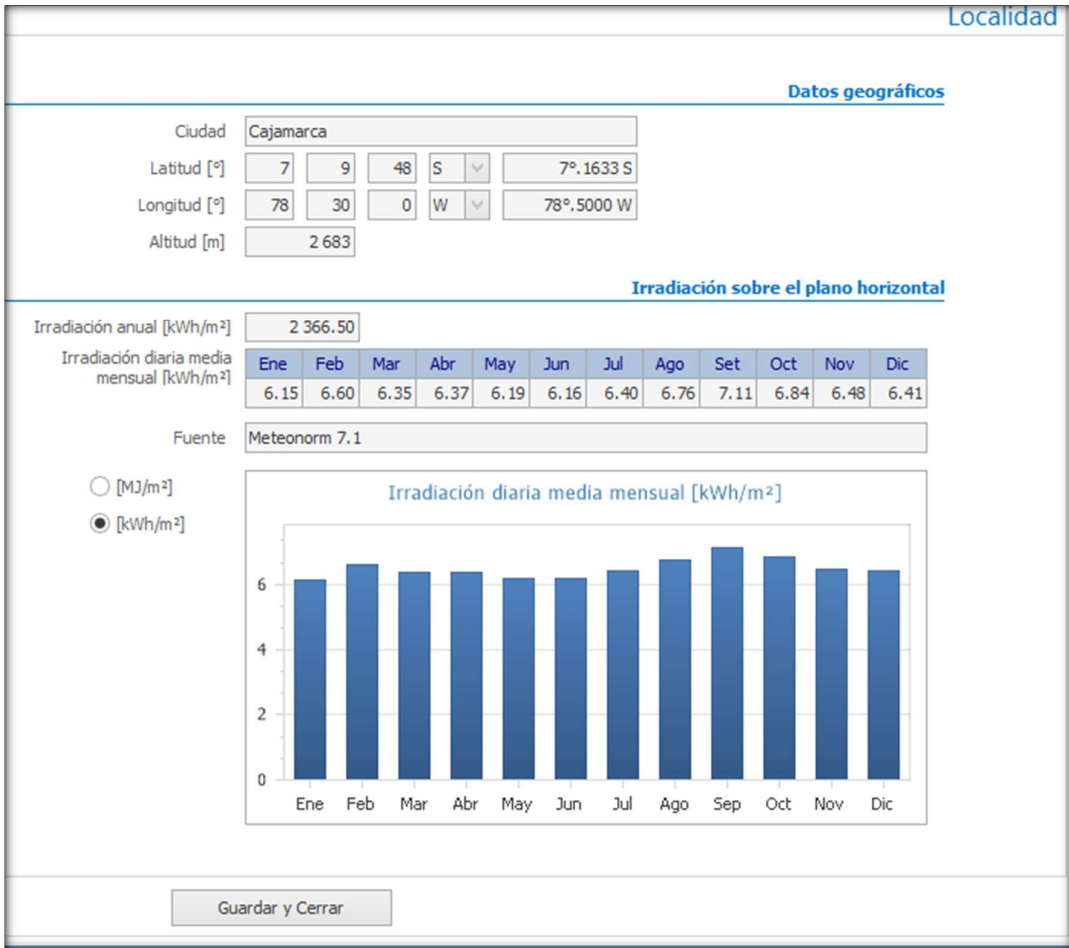 Localidad
Datos geográficos
Ciudad Cajamarca
Latitud [º] 7 9 48 S 7º.1633 S
Longitud [º] 78 30 0 W 78º.5000 W
Altitud [m] 2 683
Irradiación sobre el plano horizontal
Irradiación anual [kWh/m²] 2 366.50
Irradiación diaria media
mensual [kWh/m²]
Ene Feb Mar Abr May Jun Jul Ago Set Oct Nov Dic
6.15 6.60 6.35 6.37 6.19 6.16 6.40 6.76 7.11 6.84 6.48 6.41
Fuente Meteonorm 7.1
[MJ/m²]
[kWh/m²]
Irradiación diaria media mensual [kWh/m²]
6
4
2
0
Ene Feb Mar Abr May Jun Jul Ago Sep Oct Nov Dic
Guardar y Cerrar